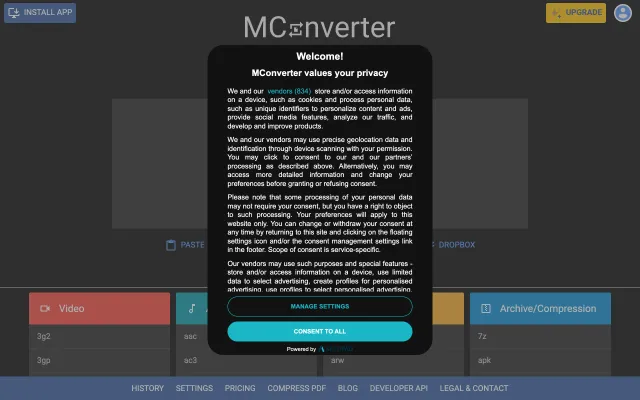 INSTALL APP
MConverter
UPGRADE
Welcome!
MConverter values your privacy
We and our vendors (834) store and/or access information
on a device, such as cookies and process personal data,
such as unique identifiers to personalize content and ads,
provide social media features, analyze our traffic, and
develop and improve products.
We and our vendors may use precise geolocation data and
identification through device scanning with your permission.
You may click to consent to our and our partners'
processing as described above. Alternatively, you may
access more detailed information and change your
preferences before granting or refusing consent.
Please note that some processing of your personal data
may not require your consent, but you have a right to object
to such processing. Your preferences will apply to this
website only. You can change or withdraw your consent at
any time by returning to this site and clicking on the floating
settings icon and/or the consent management settings link
in the footer. Scope of consent is service-specific.
Our vendors may use such purposes and special features -
store and/or access information on a device, use limited
data to select advertising, create profiles for personalised
advertising, use profiles to select personalised advertising,
PASTE
DROPBOX
MANAGE SETTINGS
CONSENT TO ALL
Powered by
Video
Archive/Compression
3g2
aac
7z
3gp
ac3
arw
apk
HISTORY SETTINGS PRICING COMPRESS PDF BLOG DEVELOPER API LEGAL & CONTACT